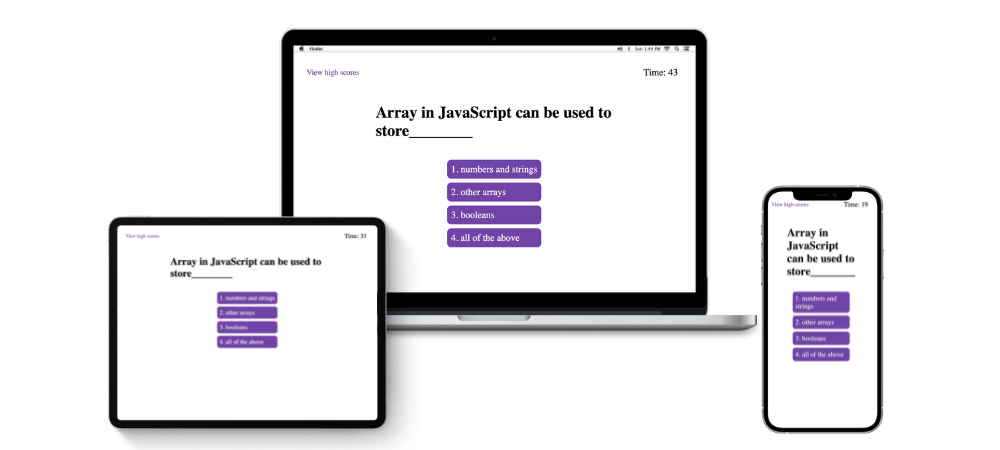 Finder
Sun 1:44 PM
View high scores
Time: 43
Array in JavaScript can be used to
store_________
1. numbers and strings
2. other arrays
3. booleans
4. all of the above
View high scores
Time: 33
Array in JavaScript can be used to
store_________
1. numbers and strings
2. other arrays
3. booleans
4. all of the above
View high scores
Time: 19
Array in
JavaScript
can be used to
store_________
1. numbers and
strings
2. other arrays
3. booleans
4. all of the above